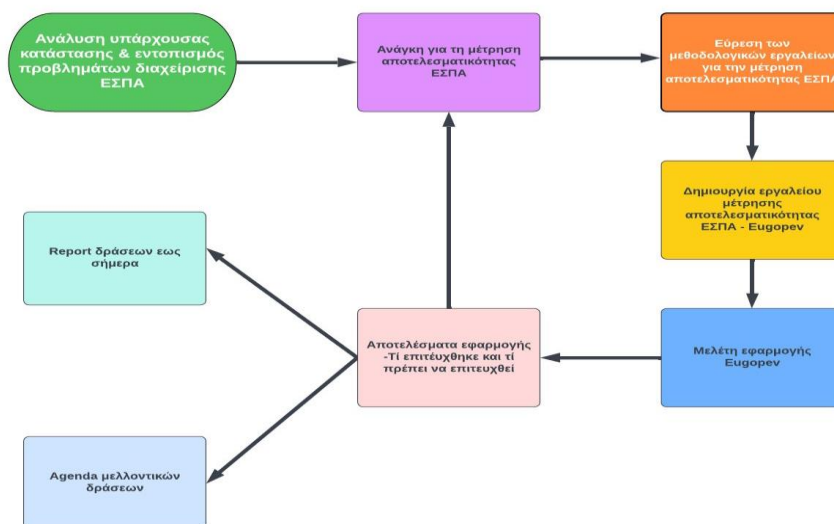 Ανάλυση υπάρχουσας
κατάστασης & εντοπισμός
προβλημάτων διαχείρισης
ΕΣΠΑ
Ανάγκη για τη μέτρηση
αποτελεσματικότητας
ΕΣΠΑ
Εύρεση των
μεθοδολογικών εργαλείων
για την μέτρηση
αποτελεσματικότητας ΕΣΠΑ
Δημιουργία εργαλείου
μέτρησης
αποτελεσματικότητας
ΕΣΠΑ - Eugopev
Μελέτη εφαρμογής
Eugopev
Αποτελέσματα εφαρμογής
-Τί επιτέυχθηκε και τί
πρέπει να επιτευχθεί
Report δράσεων εως
σήμερα
Agenda μελλοντικών
δράσεων